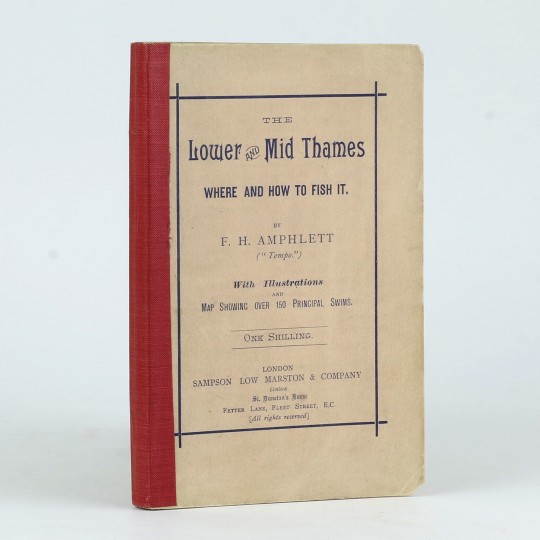 THE
Lower AND Mid Thames
WHERE AND HOW TO FISH IT.
BY
F. H. AMPHLETT
("Tempo.")
With Illustrations
AND
MAP SHOWING OVER 150 PRINCIPAL SWIMS.
ONE SHILLING.
LONDON
SAMPSON LOW MARSTON & COMPANY
Limited
St. Dunstan's House
FETTER LANE, FLEET STREET, E.C.
[All rights reserved]